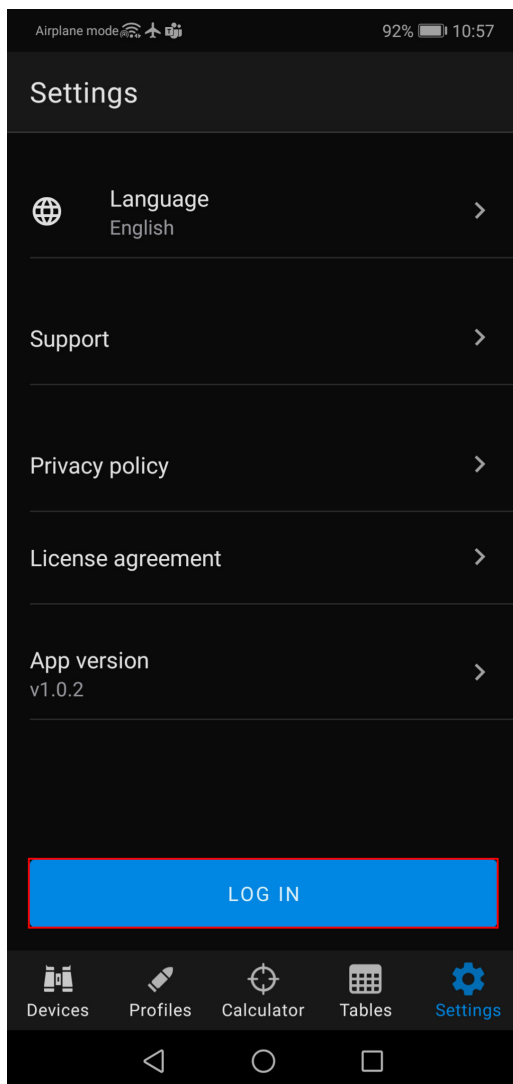 Airplane mode 92% 10:57
Settings
Language
English
Support
Privacy policy
License agreement
App version
v1.0.2
LOG IN
Devices Profiles Calculator Tables Settings